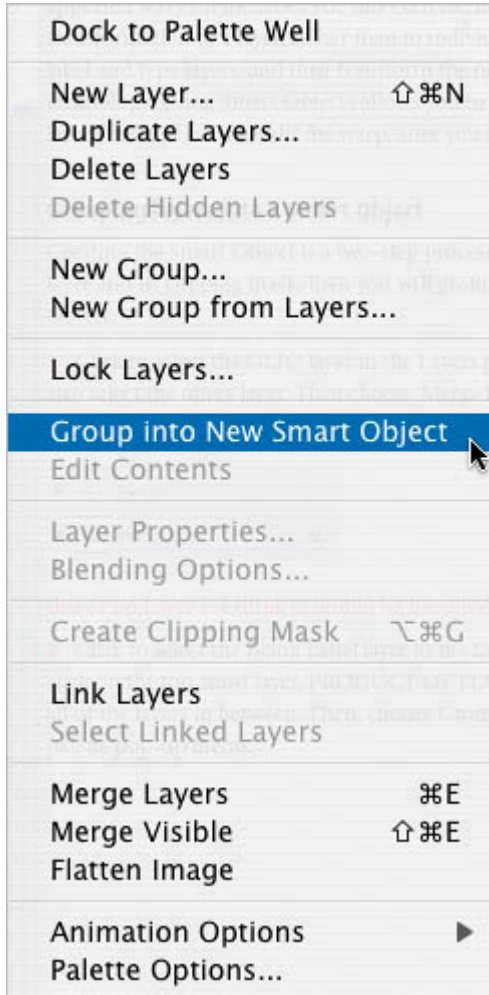 Dock to Palette Well
New Layer... ⇧⌘N
Duplicate Layers...
Delete Layers
Delete Hidden Layers
New Group...
New Group from Layers...
Lock Layers...
Group into New Smart Object
Edit Contents
Layer Properties...
Blending Options...
Create Clipping Mask ⌥⌘G
Link Layers
Select Linked Layers
Merge Layers ⌘E
Merge Visible ⇧⌘E
Flatten Image
Animation Options ▶
Palette Options...